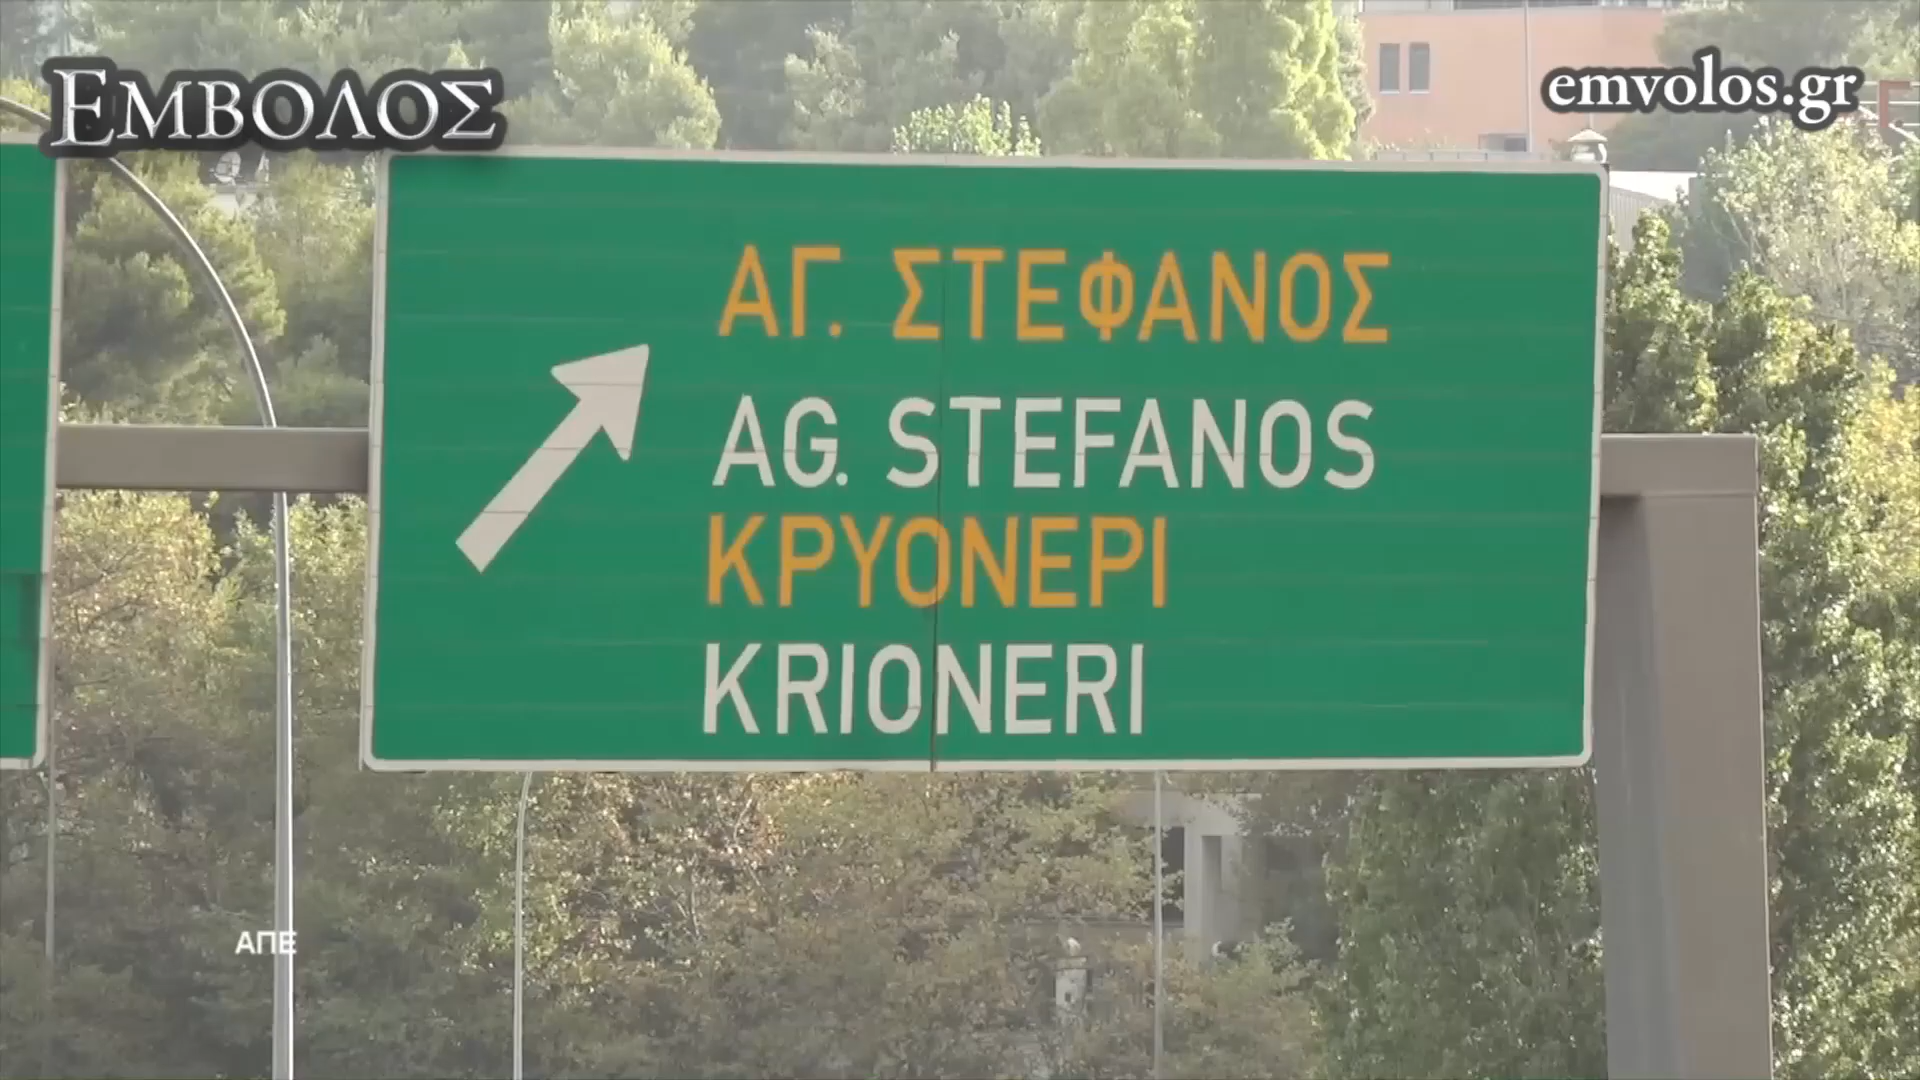 ΕΜΒΟΛΟΣ
emvolos.gr
ΑΓ. ΣΤΕΦΑΝΟΣ
AG. STEFANOS
ΚΡΥΟΝΕΡΙ
KRIONERI
ΑΠΕ